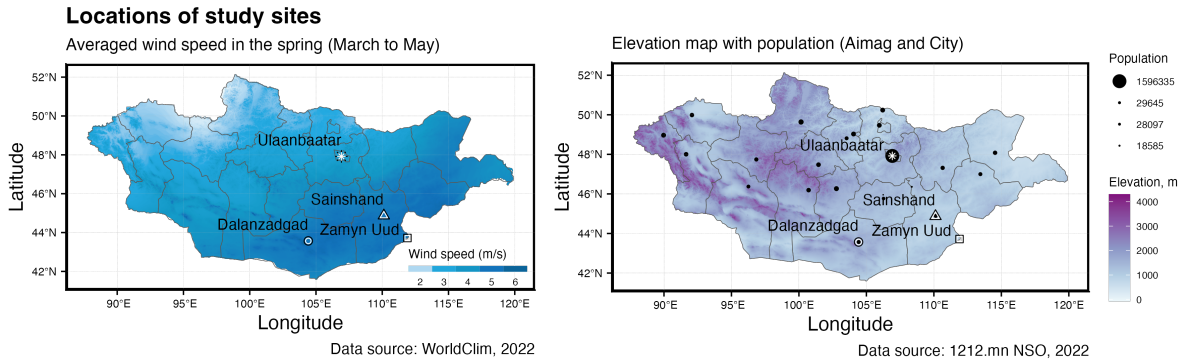 Locations of study sites
Averaged wind speed in the spring (March to May)
52°N
50°N
48°N
46°N
44°N
42°N
Latitude
Ulaanbaatar
Sainshand
Dalanzadgad
Zamyn Uud
Wind speed (m/s)
2 3 4 5 6
90°E 95°E 100°E 105°E 110°E 115°E 120°E
Longitude
Data source: WorldClim, 2022
Elevation map with population (Aimag and City)
52°N
50°N
48°N
46°N
44°N
42°N
Latitude
Ulaanbaatar
Sainshand
Dalanzadgad
Zamyn Uud
90°E 95°E 100°E 105°E 110°E 115°E 120°E
Longitude
Data source: 1212.mn NSO, 2022
Population
1596335
29645
28097
18585
Elevation, m
4000
3000
2000
1000
0